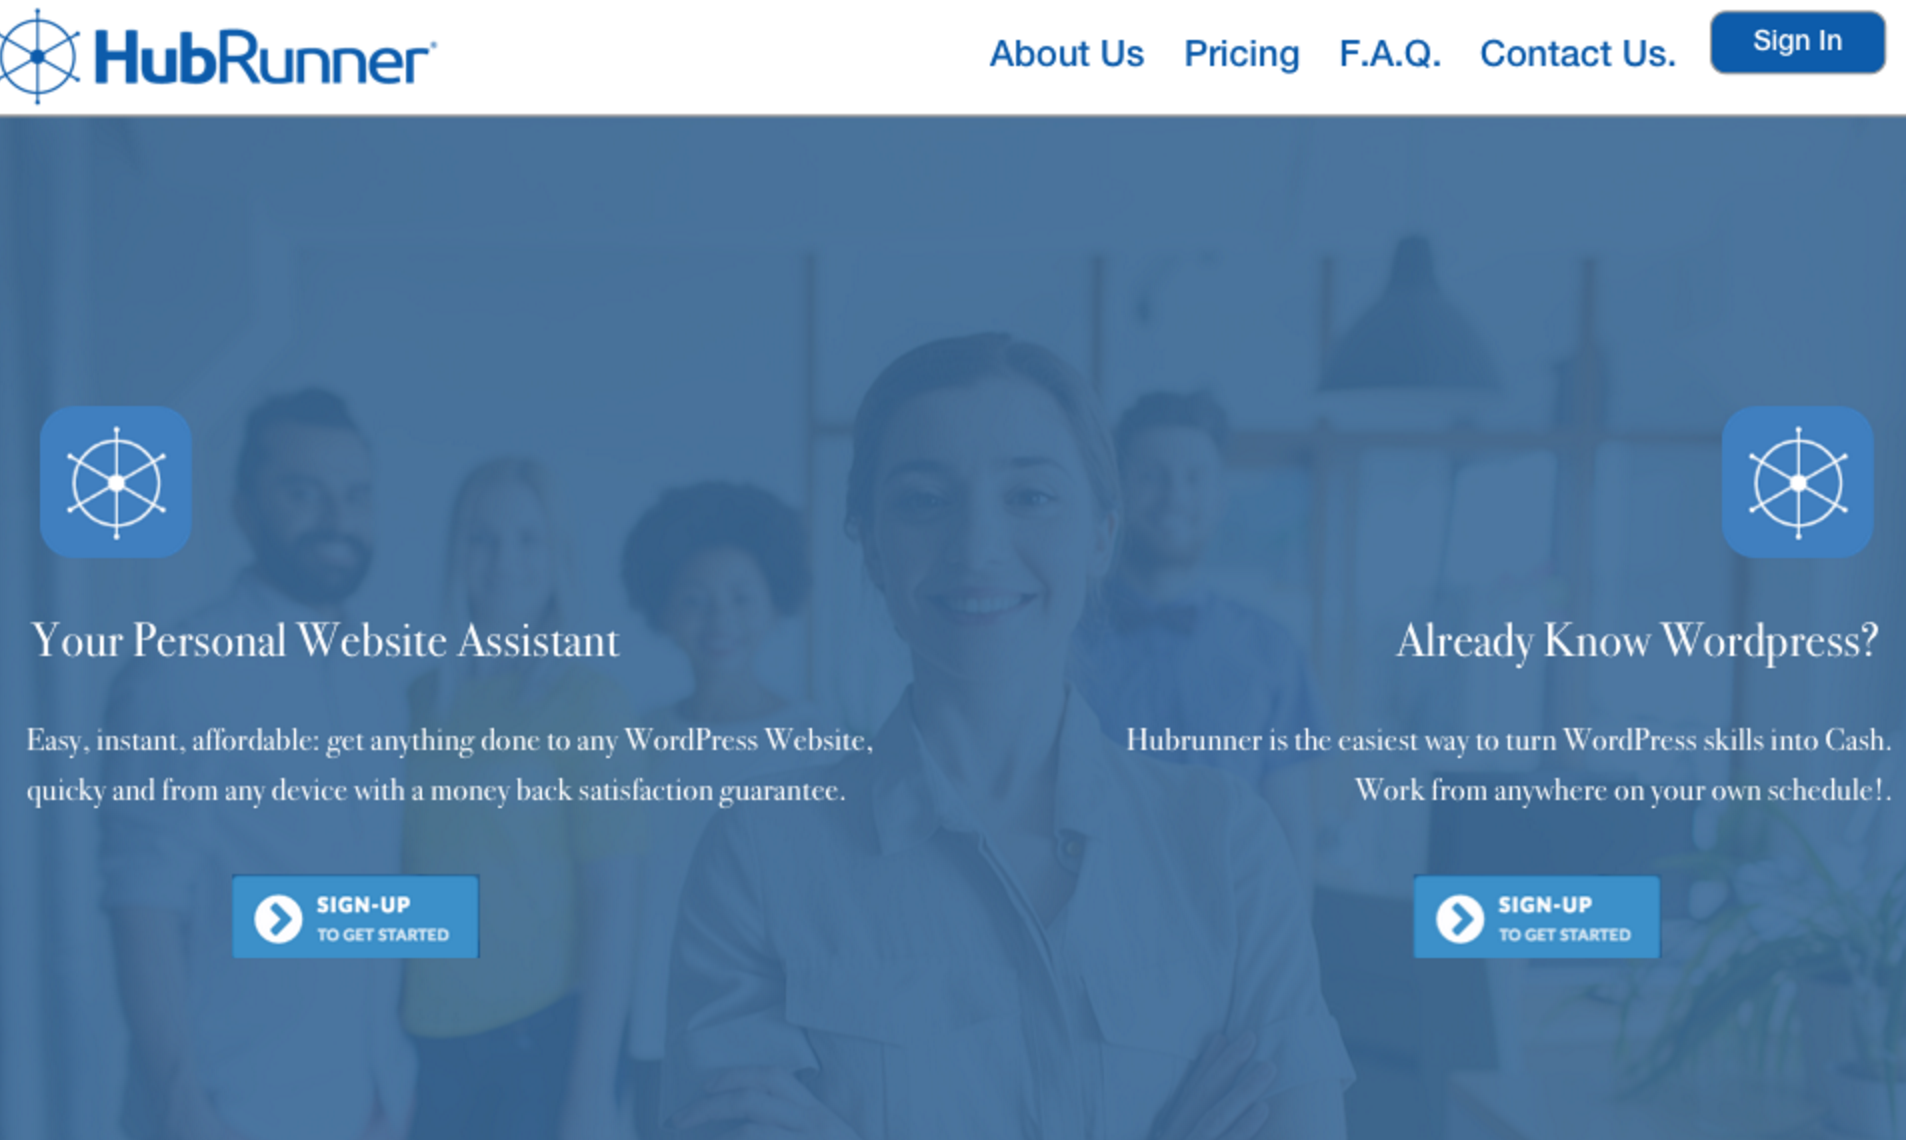 HubRunner
About Us Pricing F.A.Q. Contact Us. Sign In
Your Personal Website Assistant
Easy, instant, affordable: get anything done to any WordPress Website,
quicky and from any device with a money back satisfaction guarantee.
SIGN-UP
TO GET STARTED
Already Know Wordpress?
Hubrunner is the easiest way to turn WordPress skills into Cash.
Work from anywhere on your own schedule!.
SIGN-UP
TO GET STARTED